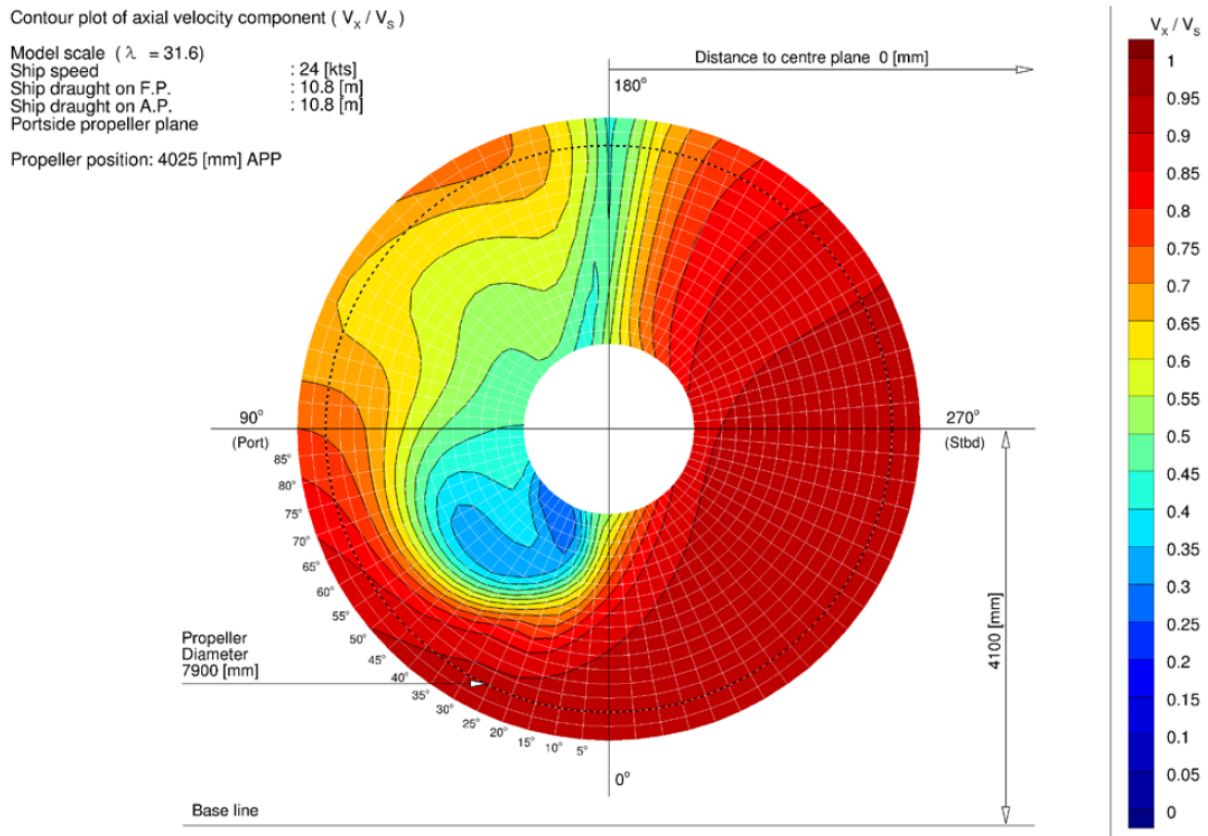 Contour plot of axial velocity component ( Vx / Vs )
Model scale ( λ = 31.6)
Ship speed : 24 [kts]
Ship draught on F.P. : 10.8 [m]
Ship draught on A.P. : 10.8 [m]
Portside propeller plane
Propeller position: 4025 [mm] APP
Distance to centre plane 0 [mm]
180°
90°
(Port)
270°
(Stbd)
85°
80°
75°
70°
65°
60°
55°
50°
45°
40°
35°
30°
25°
20°
15°
10°
5°
0°
Propeller
Diameter
7900 [mm]
4100 [mm]
Base line
Vx / Vs
1
0.95
0.9
0.85
0.8
0.75
0.7
0.65
0.6
0.55
0.5
0.45
0.4
0.35
0.3
0.25
0.2
0.15
0.1
0.05
0